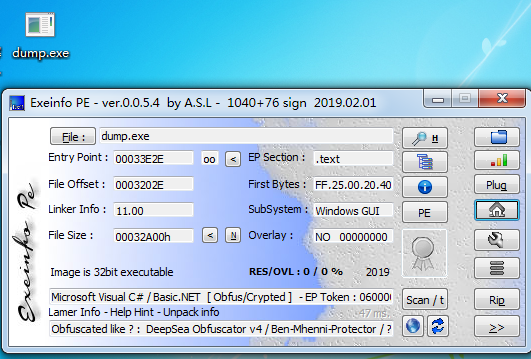 dump.exe
Exeinfo PE - ver.0.0.5.4 by A.S.L - 1040+76 sign 2019.02.01
File : dump.exe H
Entry Point : 00033E2E oo < EP Section : .text
File Offset : 0003202E First Bytes : FF.25.00.20.40 Plug
Linker Info : 11.00 SubSystem : Windows GUI PE
File Size : 00032A00h < N Overlay : NO 00000000
Image is 32bit executable RES/OVL : 0 / 0 % 2019
Exeinfo Pe
Microsoft Visual C# / Basic.NET [ Obfus/Crypted ] - EP Token : 06000 Scan / t Rip
Lamer Info - Help Hint - Unpack info 47 ms.
Obfuscated like ? : DeepSea Obfuscator v4 / Ben-Mhenni-Protector / ? >>